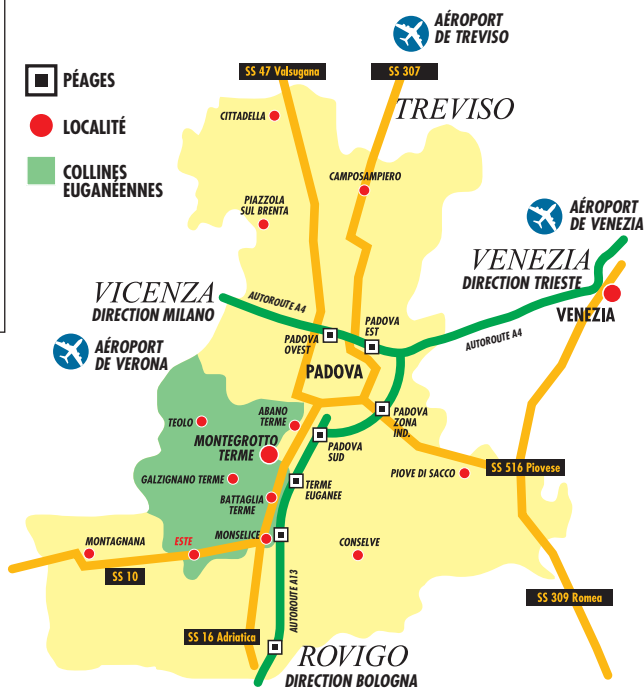 AÉROPORT
DE TREVISO
SS 47 Valsugana
SS 307
PÉAGES
TREVISO
CITTADELLA
LOCALITÉ
COLLINES
EUGANÉENNES
CAMPOSAMPIERO
PIAZZOLA
SUL BRENTA
AÉROPORT
DE VENEZIA
VENEZIA
DIRECTION TRIESTE
VICENZA
DIRECTION MILANO
AUTOROUTE A4
VENEZIA
PADOVA
EST
AUTOROUTE A4
PADOVA
OVEST
AÉROPORT
DE VERONA
PADOVA
ABANO
TERME
PADOVA
ZONA
IND.
TEOLO
MONTEGROTTO
TERME
PADOVA
SUD
GALZIGNANO TERME
TERME
EUGANEE
PIOVE DI SACCO
SS 516 Piovese
BATTAGLIA
TERME
MONSELICE
MONTAGNANA
ESTE
CONSELVE
SS 10
AUTOROUTE A13
SS 309 Romea
SS 16 Adriatica
ROVIGO
DIRECTION BOLOGNA